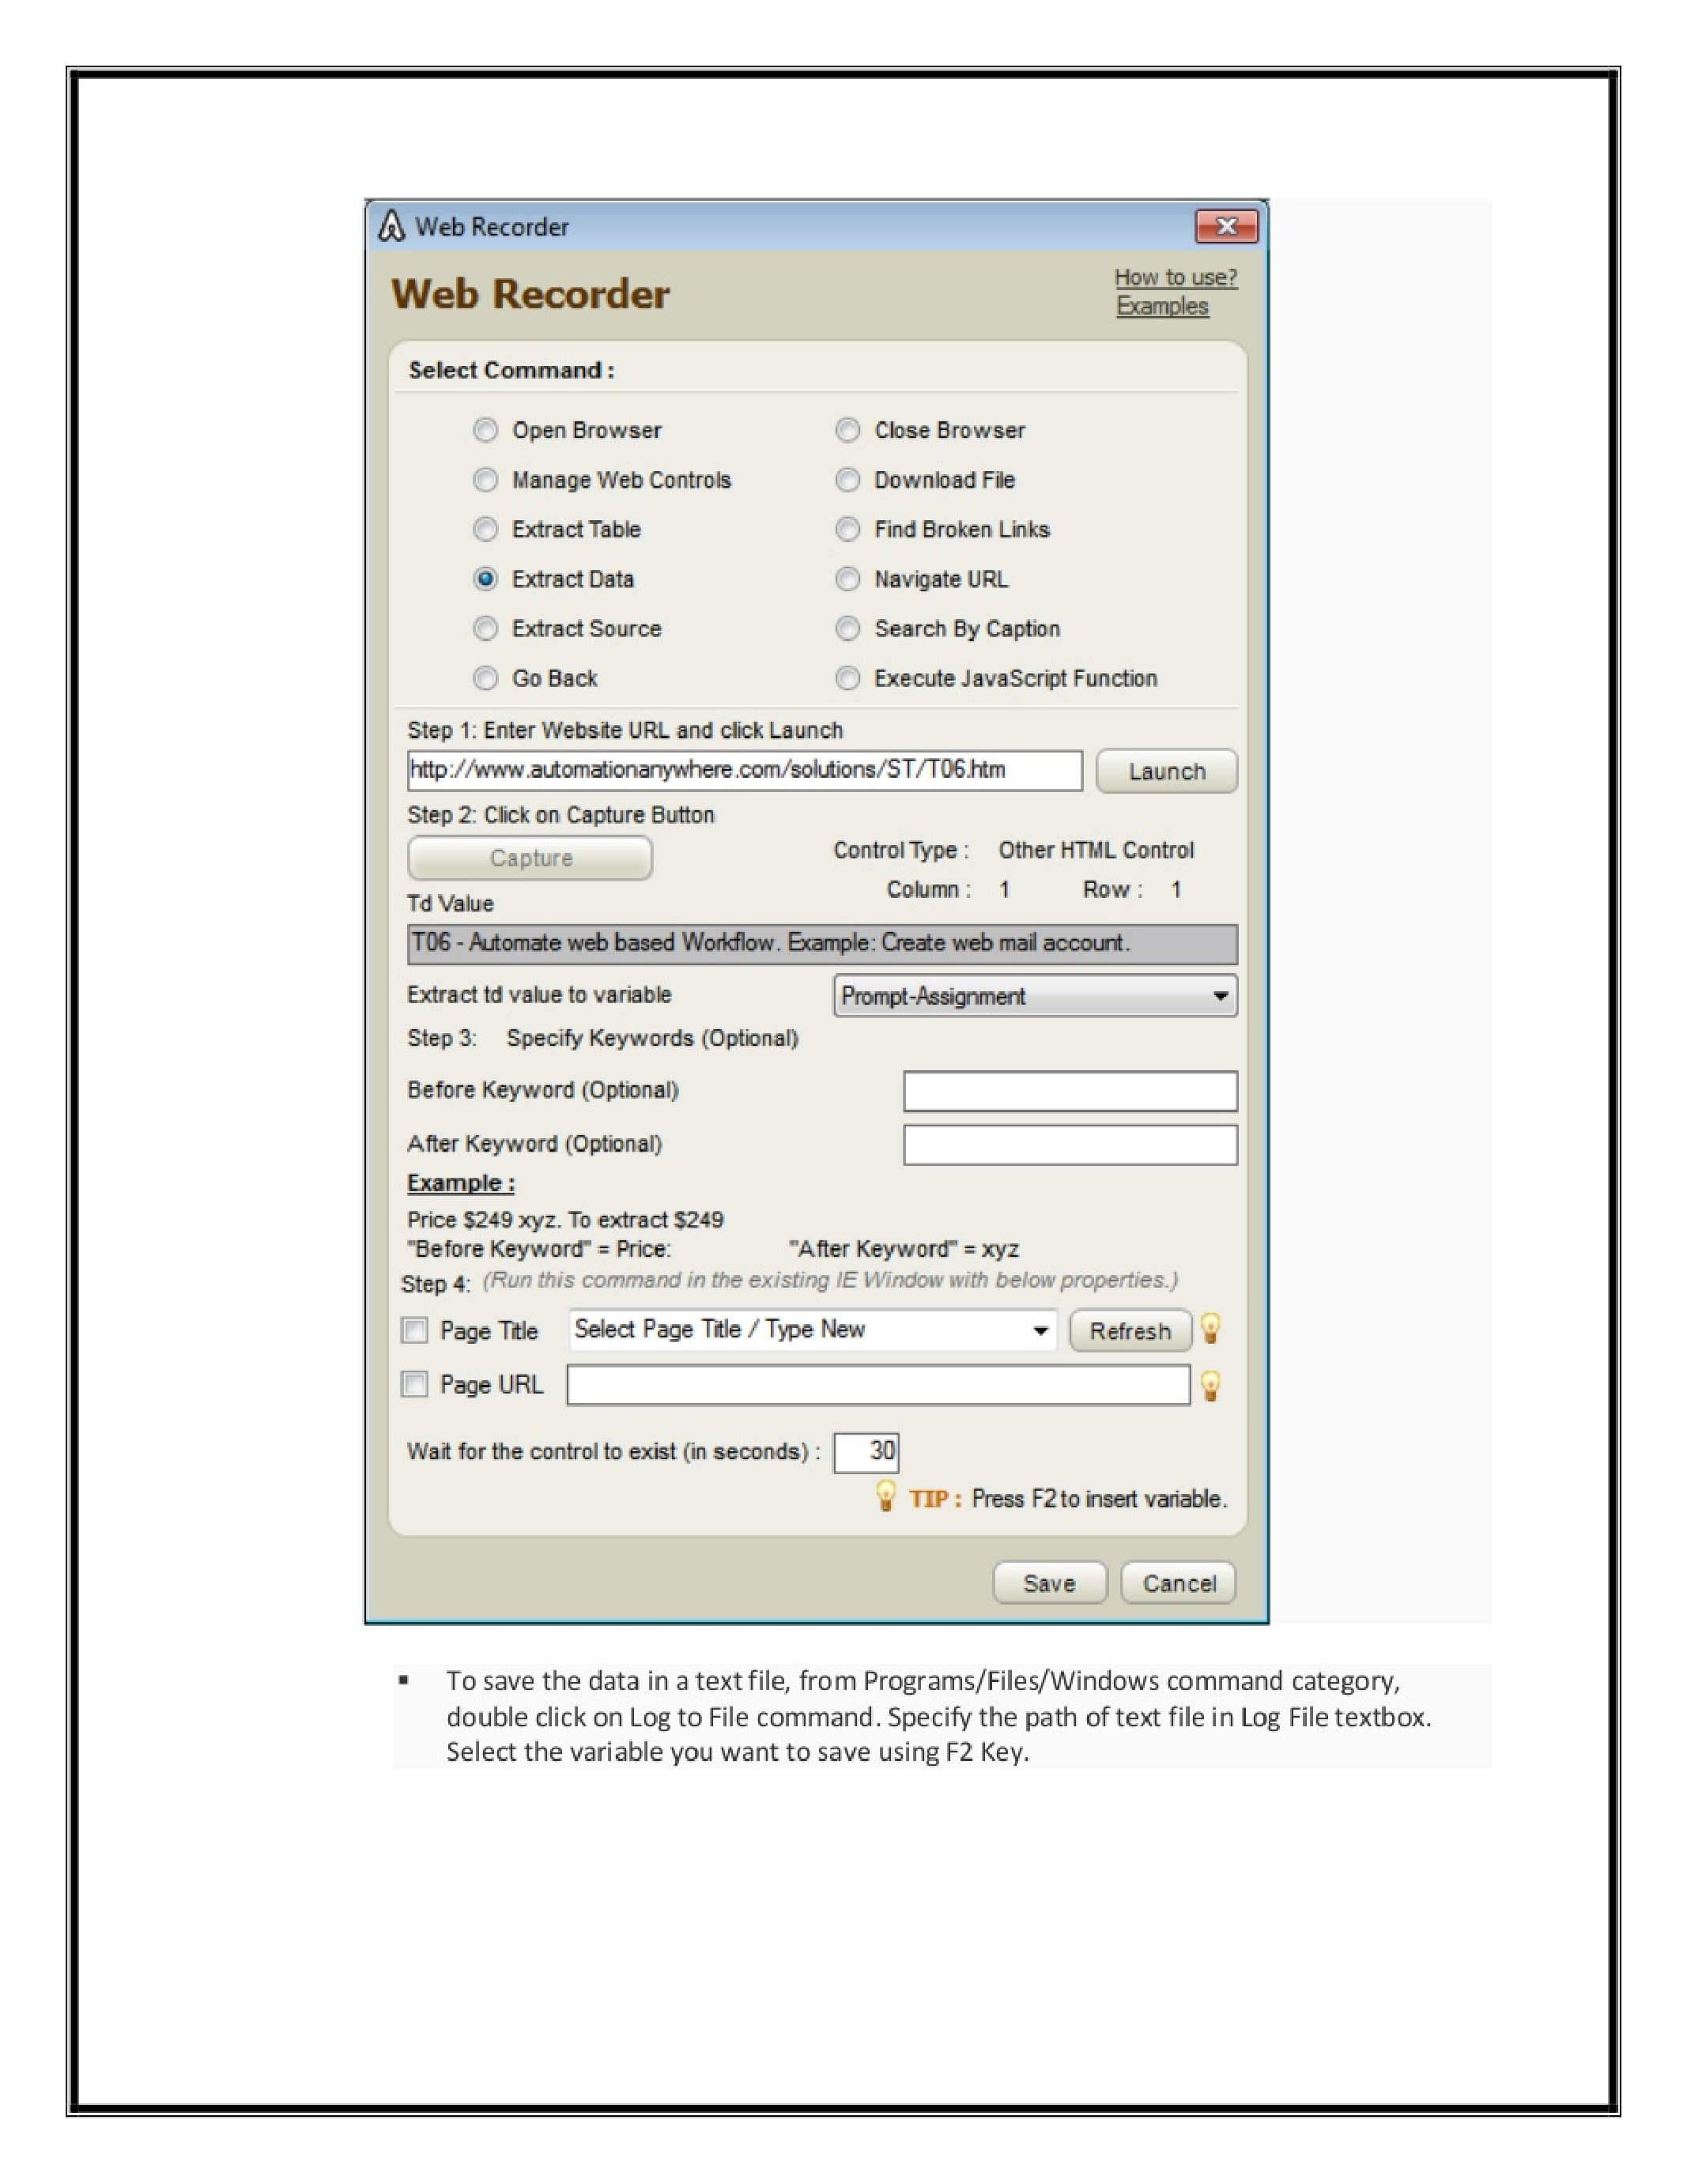 Web Recorder
Web Recorder
How to use?
Examples
Select Command :
Open Browser
Close Browser
Manage Web Controls
Download File
Extract Table
Find Broken Links
Extract Data
Navigate URL
Extract Source
Search By Caption
Go Back
Execute JavaScript Function
Step 1: Enter Website URL and click Launch
http://www.automationanywhere.com/solutions/ST/T06.htm
Launch
Step 2: Click on Capture Button
Capture
Control Type : Other HTML Control
Column : 1 Row : 1
Td Value
T06 - Automate web based Workflow. Example: Create web mail account.
Extract td value to variable
Prompt-Assignment
Step 3: Specify Keywords (Optional)
Before Keyword (Optional)
After Keyword (Optional)
Example :
Price $249 xyz. To extract $249
"Before Keyword" = Price: "After Keyword" = xyz
Step 4: (Run this command in the existing IE Window with below properties.)
Page Title
Select Page Title / Type New
Refresh
Page URL
Wait for the control to exist (in seconds) : 30
TIP : Press F2 to insert variable.
Save
Cancel
▪ To save the data in a text file, from Programs/Files/Windows command category,
double click on Log to File command. Specify the path of text file in Log File textbox.
Select the variable you want to save using F2 Key.